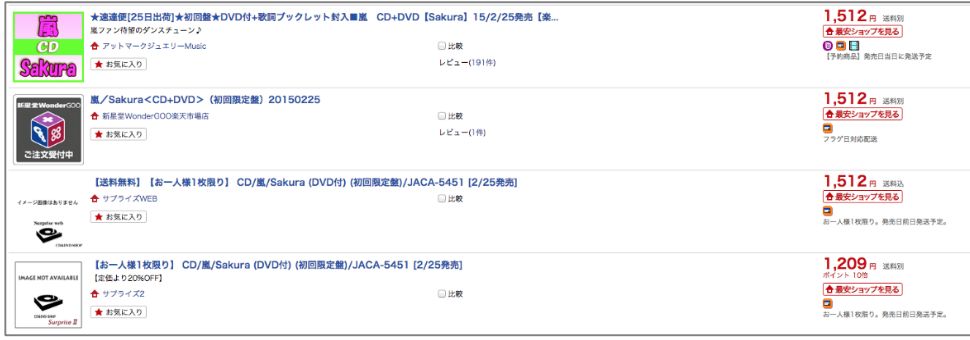 嵐
CD
Sakura
★速達便[25日出荷]★初回盤★DVD付+歌詞ブックレット封入■嵐 CD+DVD【Sakura】15/2/25発売【楽...
嵐ファン待望のダンスチューン♪
アットマークジュエリーMusic
比較
★ お気に入り
レビュー(191件)
1,512 円 送料別
最安ショップを見る
【予約商品】発売日当日に発送予定
新星堂WonderGOO
ご注文受付中
嵐／Sakura＜CD+DVD＞（初回限定盤）20150225
新星堂WonderGOO楽天市場店
比較
★ お気に入り
レビュー(1件)
1,512 円 送料別
最安ショップを見る
フラゲ日対応配送
イメージ画像はありません
Surprise web
【送料無料】【お一人様1枚限り】 CD/嵐/Sakura (DVD付) (初回限定盤)/JACA-5451 [2/25発売]
サプライズWEB
比較
★ お気に入り
1,512 円 送料込
最安ショップを見る
お一人様1枚限り。発売日前日発送予定。
IMAGE NOT AVAILABLE
Surprise II
【お一人様1枚限り】 CD/嵐/Sakura (DVD付) (初回限定盤)/JACA-5451 [2/25発売]
【定価より20%OFF】
サプライズ2
比較
★ お気に入り
1,209 円 送料別
ポイント 10倍
最安ショップを見る
お一人様1枚限り。発売日前日発送予定。